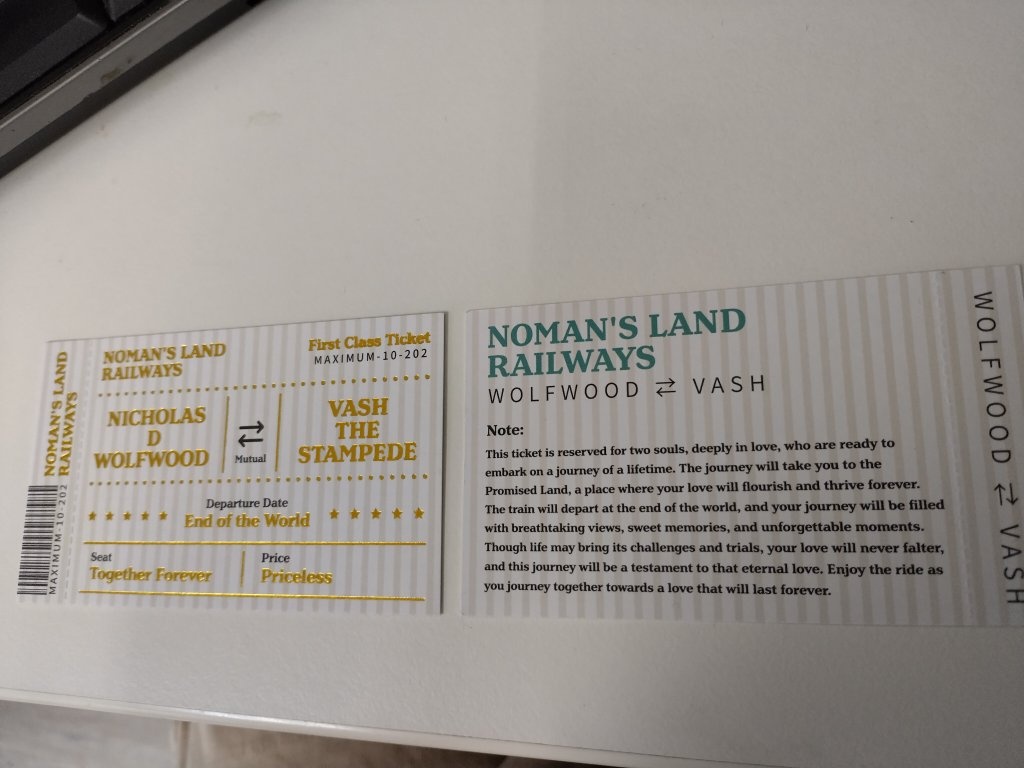 NOMAN'S LAND
RAILWAYS
MAXIMUM-10-202
NOMAN'S LAND
RAILWAYS
First Class Ticket
MAXIMUM-10-202
NICHOLAS
D
WOLFWOOD
Mutual
VASH
THE
STAMPEDE
Departure Date
End of the World
Seat
Together Forever
Price
Priceless
NOMAN'S LAND
RAILWAYS
WOLFWOOD ⇄ VASH
Note:
This ticket is reserved for two souls, deeply in love, who are ready to
embark on a journey of a lifetime. The journey will take you to the
Promised Land, a place where your love will flourish and thrive forever.
The train will depart at the end of the world, and your journey will be filled
with breathtaking views, sweet memories, and unforgettable moments.
Though life may bring its challenges and trials, your love will never falter,
and this journey will be a testament to that eternal love. Enjoy the ride as
you journey together towards a love that will last forever.
WOLFWOOD ⇄ VASH